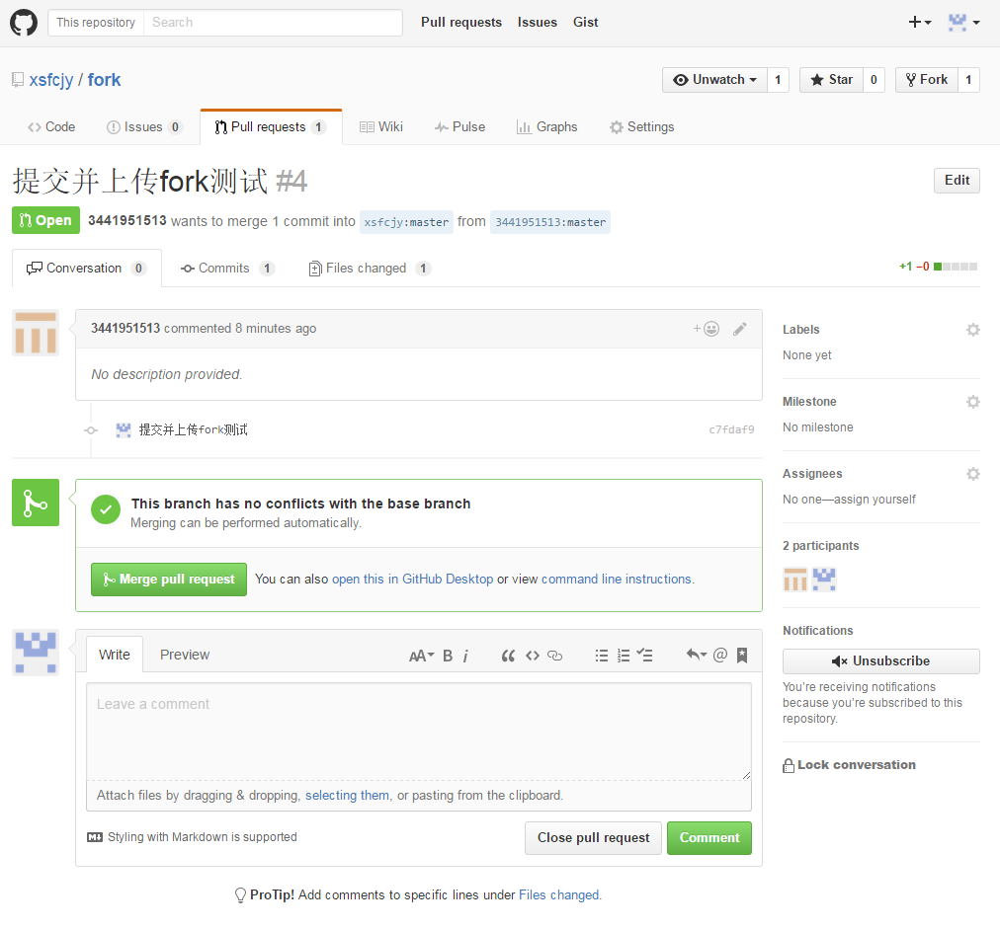 This repository Search Pull requests Issues Gist
xsfcjy / fork Unwatch 1 Star 0 Fork 1
Code Issues 0 Pull requests 1 Wiki Pulse Graphs Settings
提交并上传fork测试 #4 Edit
Open 3441951513 wants to merge 1 commit into xsfcjy:master from 3441951513:master
Conversation 0 Commits 1 Files changed 1 +1 −0
3441951513 commented 8 minutes ago
No description provided.
提交并上传fork测试 c7fdaf9
This branch has no conflicts with the base branch
Merging can be performed automatically.
Merge pull request You can also open this in GitHub Desktop or view command line instructions.
Write Preview AA B i
Leave a comment
Attach files by dragging & dropping, selecting them, or pasting from the clipboard.
Styling with Markdown is supported Close pull request Comment
ProTip! Add comments to specific lines under Files changed.
Labels
None yet
Milestone
No milestone
Assignees
No one—assign yourself
2 participants
Notifications
Unsubscribe
You're receiving notifications
because you're subscribed to this
repository.
Lock conversation